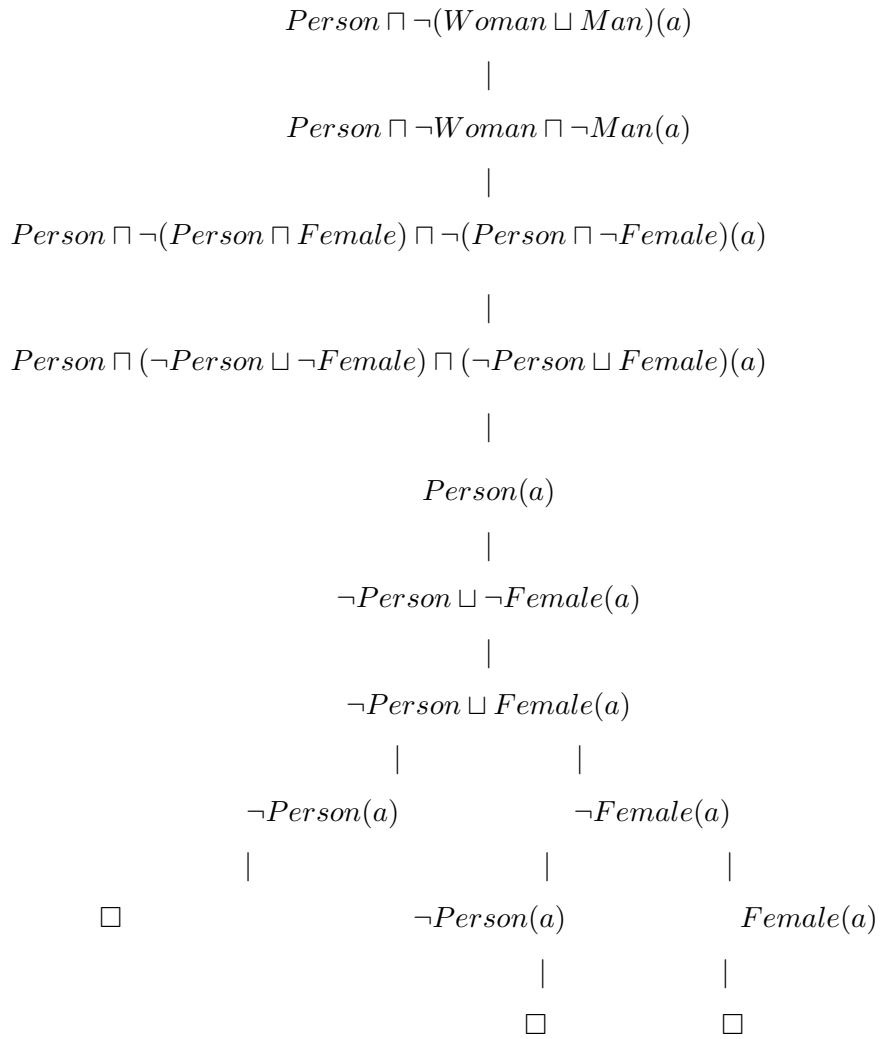 Person ⊓ ¬(Woman ⊔ Man)(a)
|
Person ⊓ ¬Woman ⊓ ¬Man(a)
|
Person ⊓ ¬(Person ⊓ Female) ⊓ ¬(Person ⊓ ¬Female)(a)
|
Person ⊓ (¬Person ⊔ ¬Female) ⊓ (¬Person ⊔ Female)(a)
|
Person(a)
|
¬Person ⊔ ¬Female(a)
|
¬Person ⊔ Female(a)
| |
¬Person(a) ¬Female(a)
| | |
□ ¬Person(a) Female(a)
| |
□ □